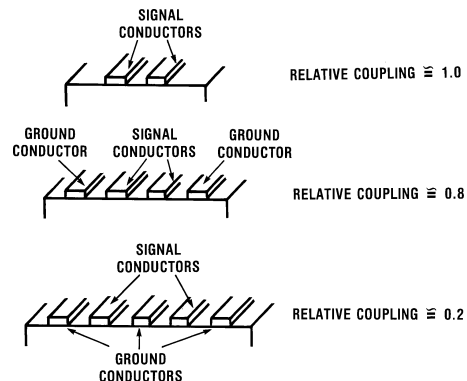 SIGNAL
CONDUCTORS
RELATIVE COUPLING ≌ 1.0
GROUND
CONDUCTOR
SIGNAL
CONDUCTORS
GROUND
CONDUCTOR
RELATIVE COUPLING ≌ 0.8
SIGNAL
CONDUCTORS
RELATIVE COUPLING ≌ 0.2
GROUND
CONDUCTORS